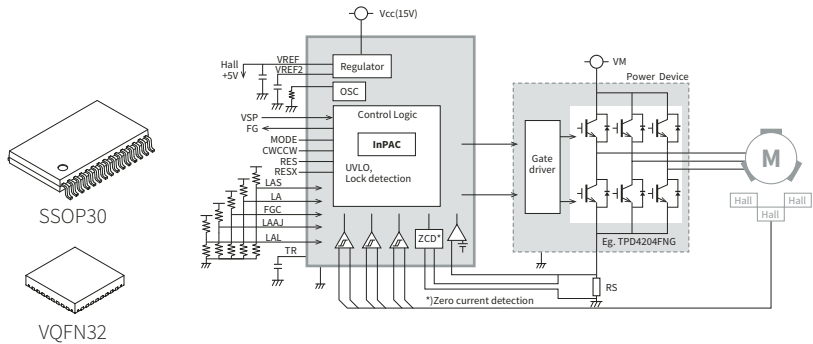 Vcc(15V)
Hall
+5V
VREF
VREF2
Regulator
OSC
VSP
FG
Control Logic
InPAC
MODE
CWCCW
RES
RESX
UVLO,
Lock detection
LAS
LA
FGC
LAAJ
LAL
TR
ZCD*
VM
Power Device
Gate
driver
Eg. TPD4204FNG
M
Hall
Hall
Hall
RS
*)Zero current detection
SSOP30
VQFN32